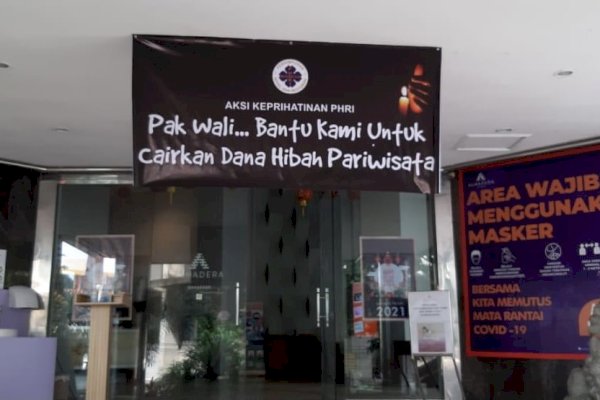 AKSI KEPRIHATINAN PHRI
Pak Wali... Bantu Kami Untuk
Cairkan Dana Hibah Pariwisata
AREA WAJIB
MENGGUNAK
MASKER
BERSAMA
KITA MEMUTUS
MATA RANTAI
COVID -19
2021